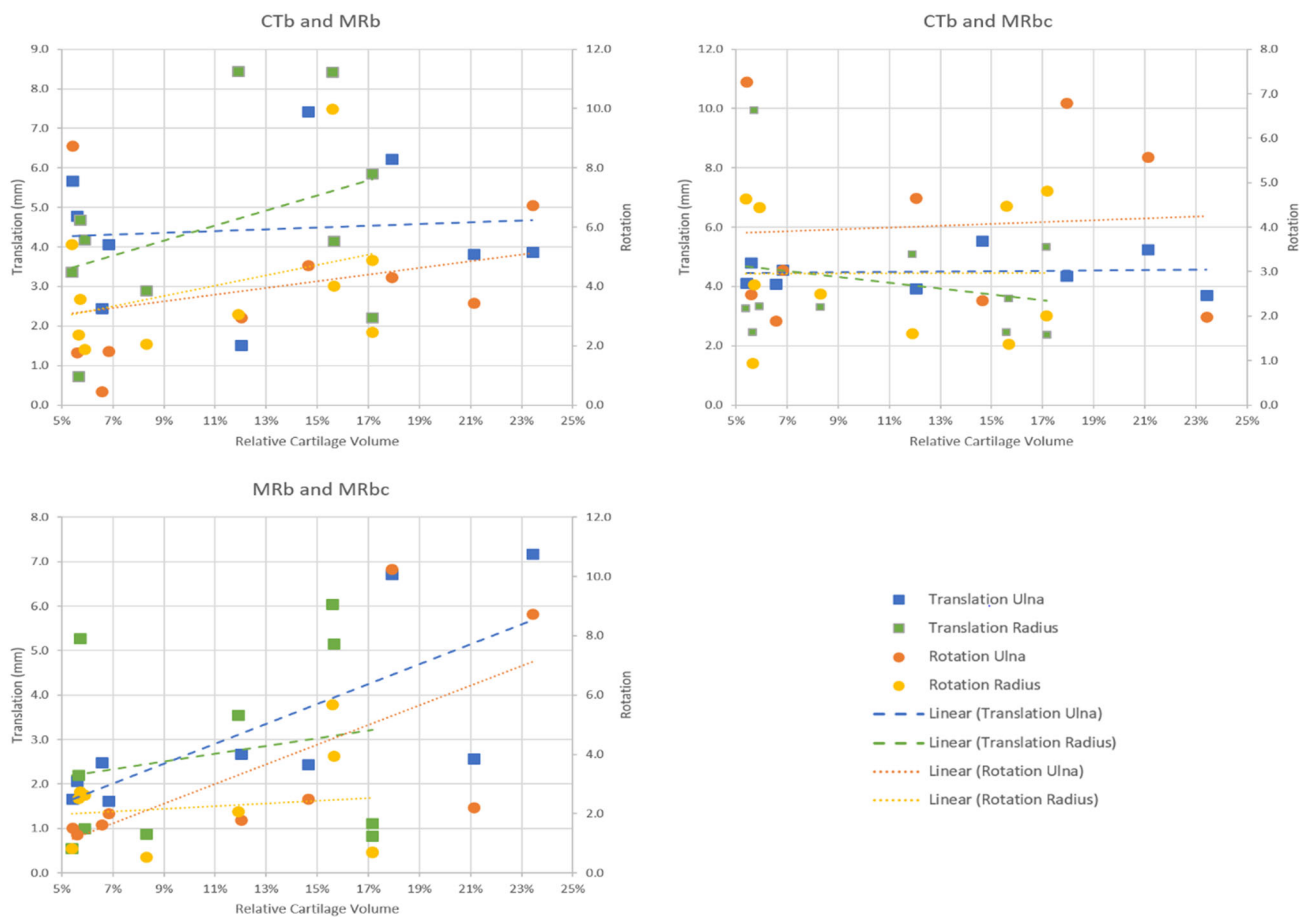 CTb and MRb
9.0
8.0
7.0
6.0
5.0
4.0
3.0
2.0
1.0
0.0
Translation (mm)
12.0
10.0
8.0
6.0
4.0
2.0
0.0
Rotation
5% 7% 9% 11% 13% 15% 17% 19% 21% 23% 25%
Relative Cartilage Volume
CTb and MRbc
12.0
10.0
8.0
6.0
4.0
2.0
0.0
Translation (mm)
8.0
7.0
6.0
5.0
4.0
3.0
2.0
1.0
0.0
Rotation
5% 7% 9% 11% 13% 15% 17% 19% 21% 23% 25%
Relative Cartilage Volume
MRb and MRbc
8.0
7.0
6.0
5.0
4.0
3.0
2.0
1.0
0.0
Translation (mm)
12.0
10.0
8.0
6.0
4.0
2.0
0.0
Rotation
5% 7% 9% 11% 13% 15% 17% 19% 21% 23% 25%
Relative Cartilage Volume
Translation Ulna
Translation Radius
Rotation Ulna
Rotation Radius
Linear (Translation Ulna)
Linear (Translation Radius)
Linear (Rotation Ulna)
Linear (Rotation Radius)